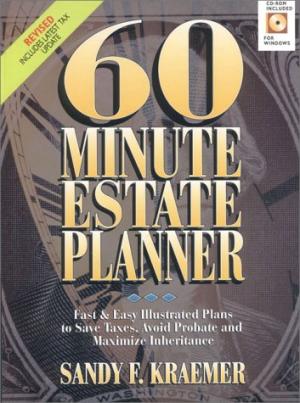 REVISED
INCLUDES LATEST TAX
UPDATE
CD-ROM
INCLUDED
FOR
WINDOWS
60
MINUTE
ESTATE
PLANNER
Fast & Easy Illustrated Plans
to Save Taxes, Avoid Probate and
Maximize Inheritance
SANDY F. KRAEMER